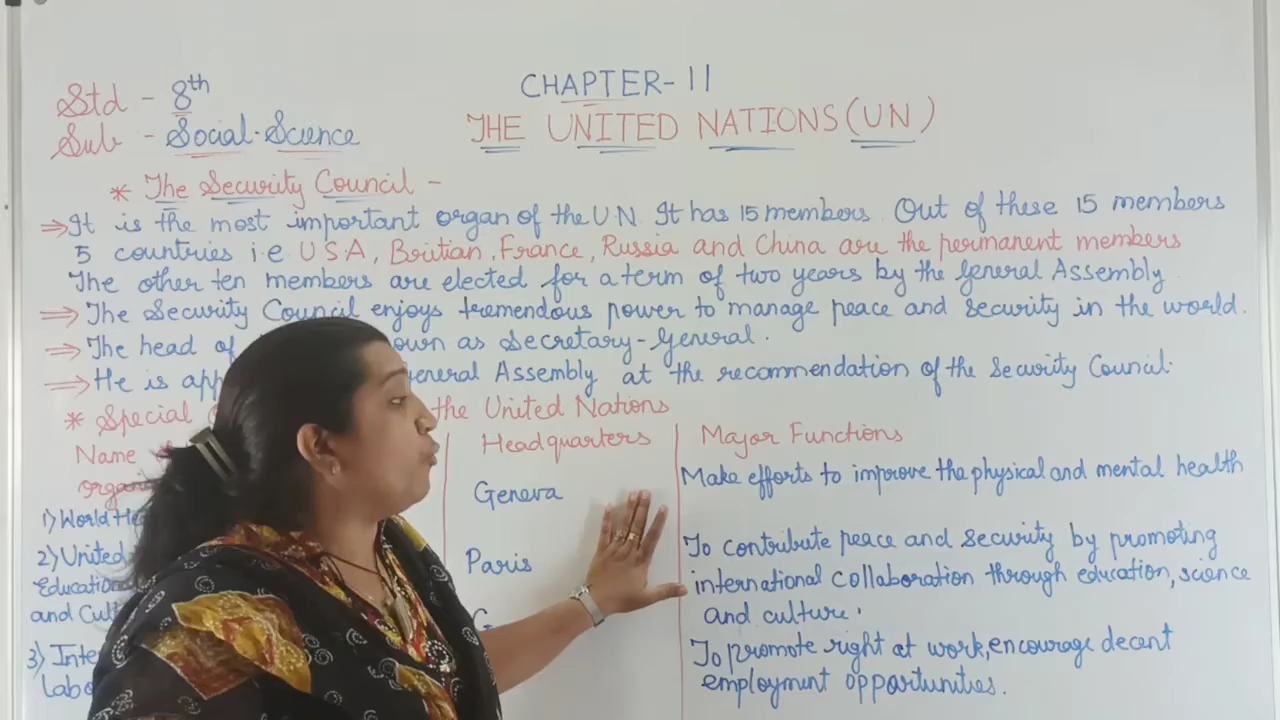 Std - 8th
Sub - Social-Science
CHAPTER-11
THE UNITED NATIONS (UN)
* The Security Council -
⇒ It is the most important organ of the U.N. It has 15 members. Out of these 15 members
5 countries i.e U.S.A, Boitian, France, Russia and China are the permanent members
The other ten members are elected for a term of two years by the General Assembly.
⇒ The Security Council enjoys tremendous power to manage peace and security in the world.
⇒ The head of own as Secretary-General.
⇒ He is app General Assembly at the recommendation of the Security Council.
* Special the United Nations
Name
organi
Headquarters
Major Functions
1) World Hea
Geneva
Make efforts to improve the physical and mental health
2) United
Educationa
and Cult
Paris
To contribute peace and security by promoting
international collaboration through education, science
and culture.
3) Inte
Labo
G
To promote right at work, encourage decent
employment opportunities.